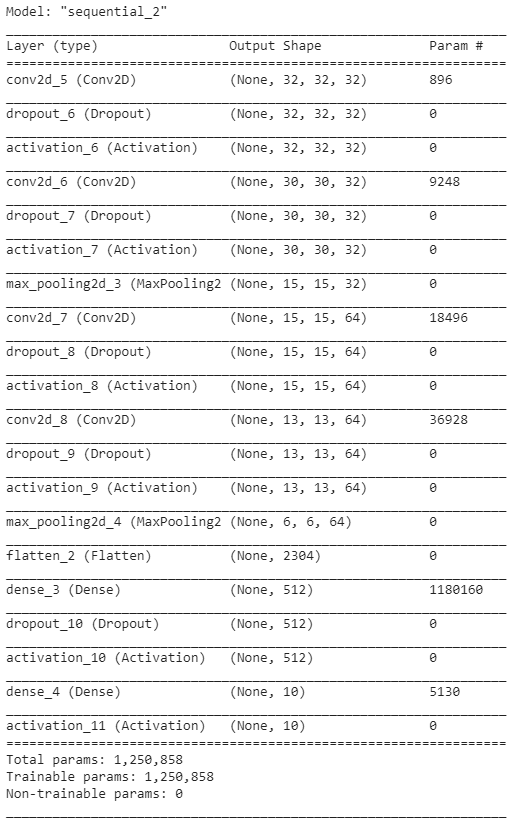 Model: "sequential_2"
Layer (type) Output Shape Param #
conv2d_5 (Conv2D) (None, 32, 32, 32) 896
dropout_6 (Dropout) (None, 32, 32, 32) 0
activation_6 (Activation) (None, 32, 32, 32) 0
conv2d_6 (Conv2D) (None, 30, 30, 32) 9248
dropout_7 (Dropout) (None, 30, 30, 32) 0
activation_7 (Activation) (None, 30, 30, 32) 0
max_pooling2d_3 (MaxPooling2 (None, 15, 15, 32) 0
conv2d_7 (Conv2D) (None, 15, 15, 64) 18496
dropout_8 (Dropout) (None, 15, 15, 64) 0
activation_8 (Activation) (None, 15, 15, 64) 0
conv2d_8 (Conv2D) (None, 13, 13, 64) 36928
dropout_9 (Dropout) (None, 13, 13, 64) 0
activation_9 (Activation) (None, 13, 13, 64) 0
max_pooling2d_4 (MaxPooling2 (None, 6, 6, 64) 0
flatten_2 (Flatten) (None, 2304) 0
dense_3 (Dense) (None, 512) 1180160
dropout_10 (Dropout) (None, 512) 0
activation_10 (Activation) (None, 512) 0
dense_4 (Dense) (None, 10) 5130
activation_11 (Activation) (None, 10) 0
Total params: 1,250,858
Trainable params: 1,250,858
Non-trainable params: 0